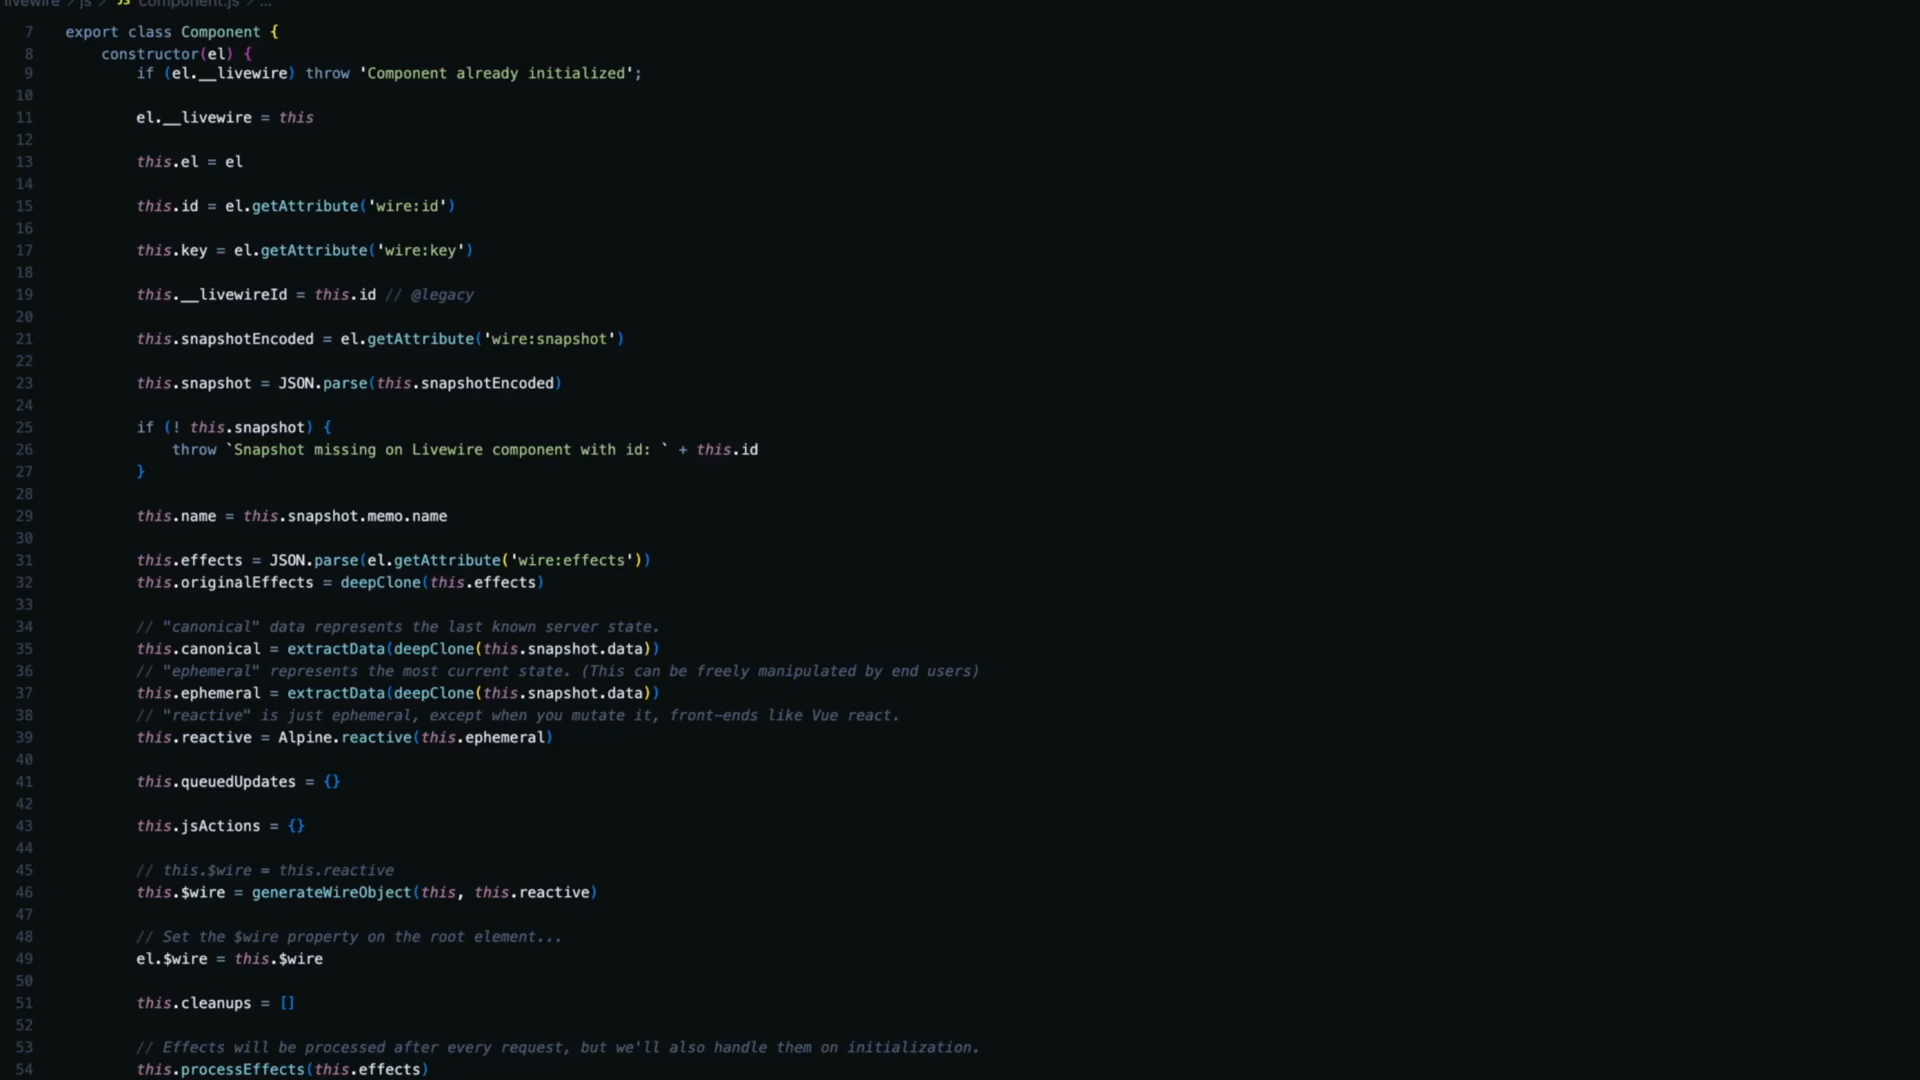 livewire > js > JS component.js > ...
7 export class Component {
8 constructor(el) {
9 if (el.__livewire) throw 'Component already initialized';
10
11 el.__livewire = this
12
13 this.el = el
14
15 this.id = el.getAttribute('wire:id')
16
17 this.key = el.getAttribute('wire:key')
18
19 this.__livewireId = this.id // @legacy
20
21 this.snapshotEncoded = el.getAttribute('wire:snapshot')
22
23 this.snapshot = JSON.parse(this.snapshotEncoded)
24
25 if (! this.snapshot) {
26 throw `Snapshot missing on Livewire component with id: ` + this.id
27 }
28
29 this.name = this.snapshot.memo.name
30
31 this.effects = JSON.parse(el.getAttribute('wire:effects'))
32 this.originalEffects = deepClone(this.effects)
33
34 // "canonical" data represents the last known server state.
35 this.canonical = extractData(deepClone(this.snapshot.data))
36 // "ephemeral" represents the most current state. (This can be freely manipulated by end users)
37 this.ephemeral = extractData(deepClone(this.snapshot.data))
38 // "reactive" is just ephemeral, except when you mutate it, front-ends like Vue react.
39 this.reactive = Alpine.reactive(this.ephemeral)
40
41 this.queuedUpdates = {}
42
43 this.jsActions = {}
44
45 // this.$wire = this.reactive
46 this.$wire = generateWireObject(this, this.reactive)
47
48 // Set the $wire property on the root element...
49 el.$wire = this.$wire
50
51 this.cleanups = []
52
53 // Effects will be processed after every request, but we'll also handle them on initialization.
54 this.processEffects(this.effects)